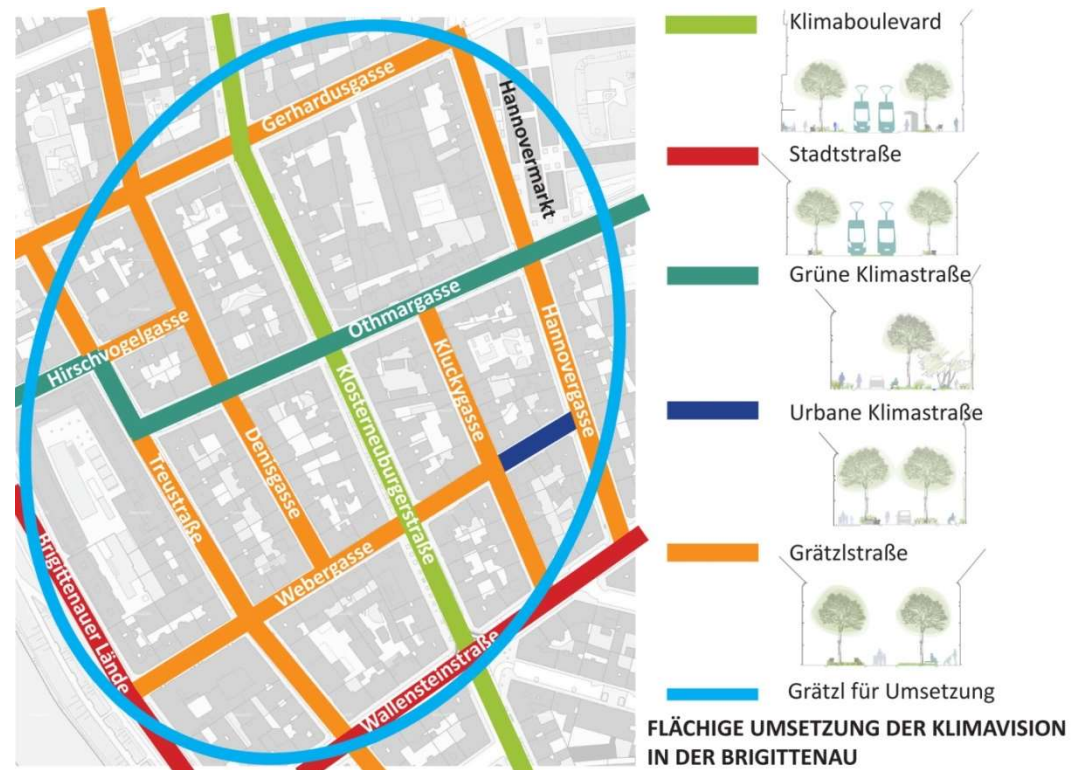 Gerhardusgasse
Hannovermarkt
Othmargasse
Hirschvogelgasse
Kluckygasse
Hannovergasse
Klosterneuburgerstraße
Denisgasse
Treustraße
Webergasse
Brigittenauer Lände
Wallensteinstraße
Klimaboulevard
Stadtstraße
Grüne Klimastraße
Urbane Klimastraße
Grätzlstraße
Grätzl für Umsetzung
FLÄCHIGE UMSETZUNG DER KLIMAVISION
IN DER BRIGITTENAU